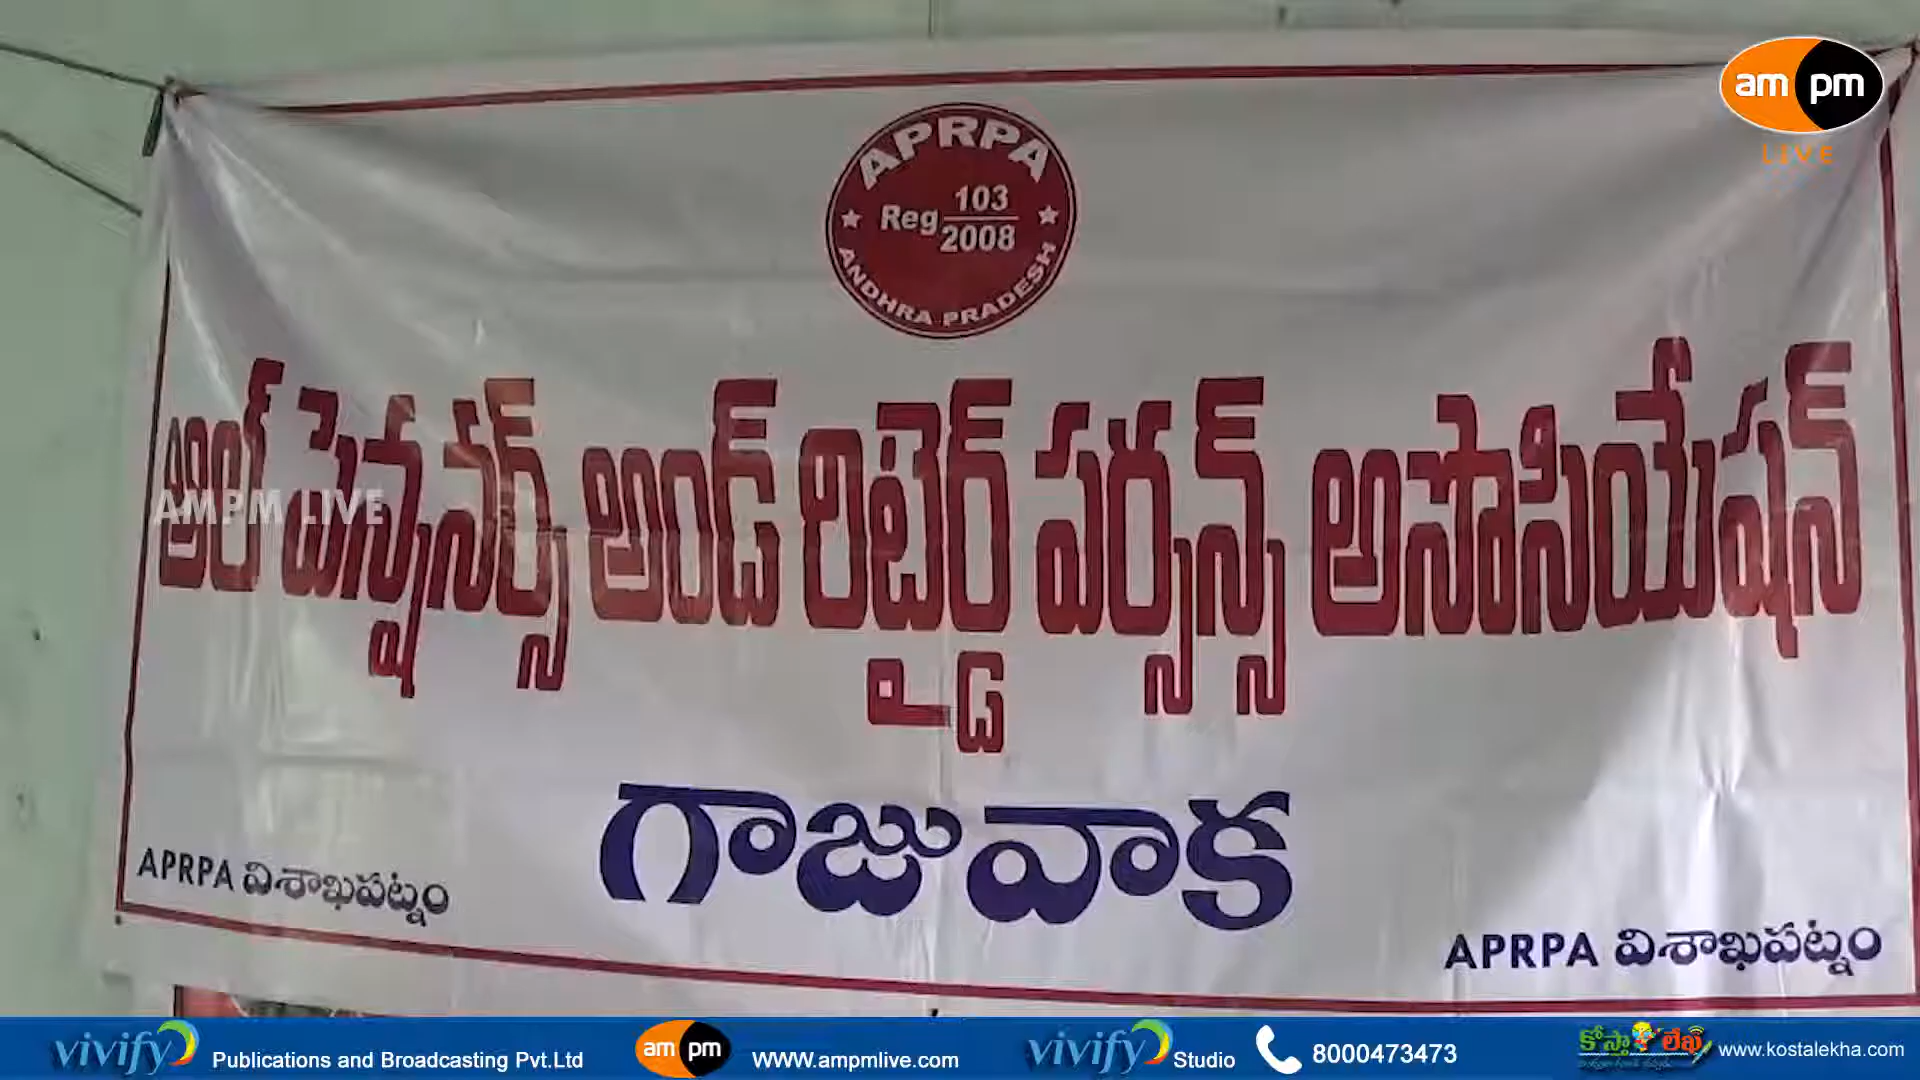 am pm
LIVE
APRPA
Reg 103/2008
ANDHRA PRADESH
ఆల్ పెన్షనర్స్ అండ్ రిటైర్డ్ పర్సన్స్ అసోసియేషన్
AMPM LIVE
గాజువాక
APRPA విశాఖపట్నం
APRPA విశాఖపట్నం
vivify Publications and Broadcasting Pvt.Ltd am pm www.ampmlive.com vivify Studio 8000473473 కోస్తా లేఖ www.kostalekha.com